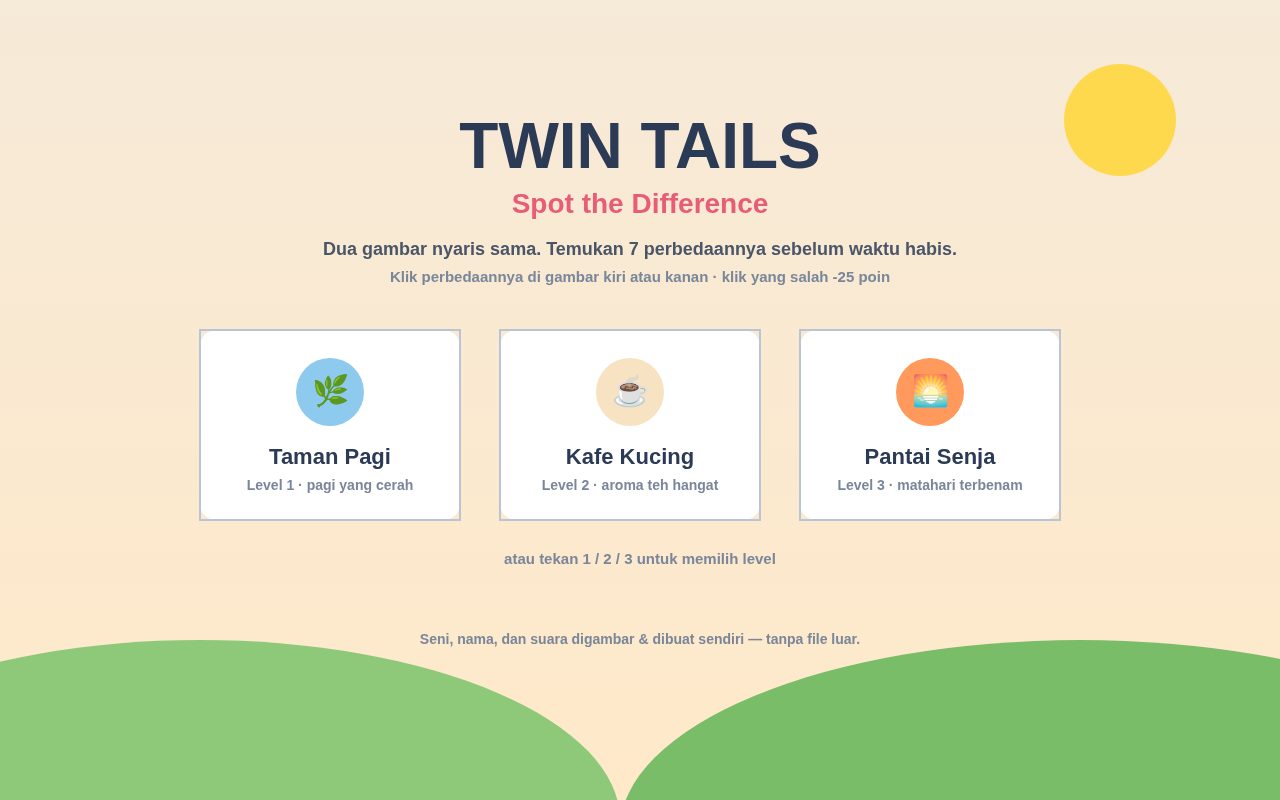 TWIN TAILS
Spot the Difference
Dua gambar nyaris sama. Temukan 7 perbedaannya sebelum waktu habis.
Klik perbedaannya di gambar kiri atau kanan · klik yang salah -25 poin
Taman Pagi
Level 1 · pagi yang cerah
Kafe Kucing
Level 2 · aroma teh hangat
Pantai Senja
Level 3 · matahari terbenam
atau tekan 1 / 2 / 3 untuk memilih level
Seni, nama, dan suara digambar & dibuat sendiri — tanpa file luar.